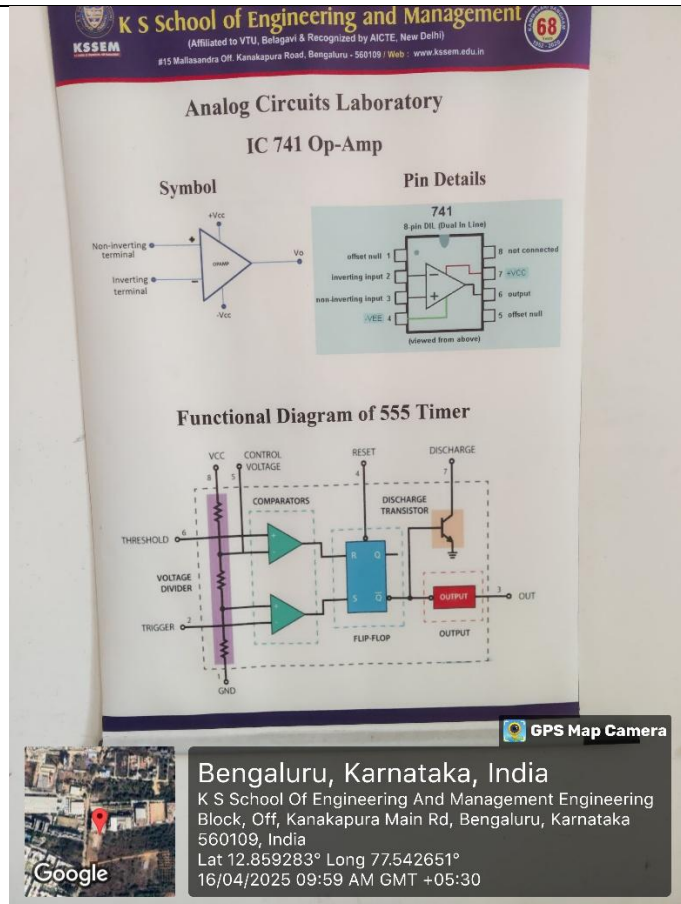 K S School of Engineering and Management
(Affiliated to VTU, Belagavi & Recognized by AICTE, New Delhi)
#15 Mallasandra Off. Kanakapura Road, Bengaluru - 560109 / Web : www.kssem.edu.in
KSSEM
68
Analog Circuits Laboratory
IC 741 Op-Amp
Symbol
Pin Details
+Vcc
Non-inverting
terminal
+
OPAMP
Vo
Inverting
terminal
-
-Vcc
741
8-pin DIL (Dual In Line)
offset null 1
8 not connected
inverting input 2
7 +VCC
non-inverting input 3
6 output
-VEE 4
5 offset null
(viewed from above)
Functional Diagram of 555 Timer
VCC
8
CONTROL
VOLTAGE
5
RESET
4
DISCHARGE
7
COMPARATORS
DISCHARGE
TRANSISTOR
THRESHOLD 6
VOLTAGE
DIVIDER
R Q
S Q
OUTPUT
3 OUT
TRIGGER 2
FLIP-FLOP
OUTPUT
1
GND
GPS Map Camera
Bengaluru, Karnataka, India
K S School Of Engineering And Management Engineering
Block, Off, Kanakapura Main Rd, Bengaluru, Karnataka
560109, India
Lat 12.859283° Long 77.542651°
16/04/2025 09:59 AM GMT +05:30
Google